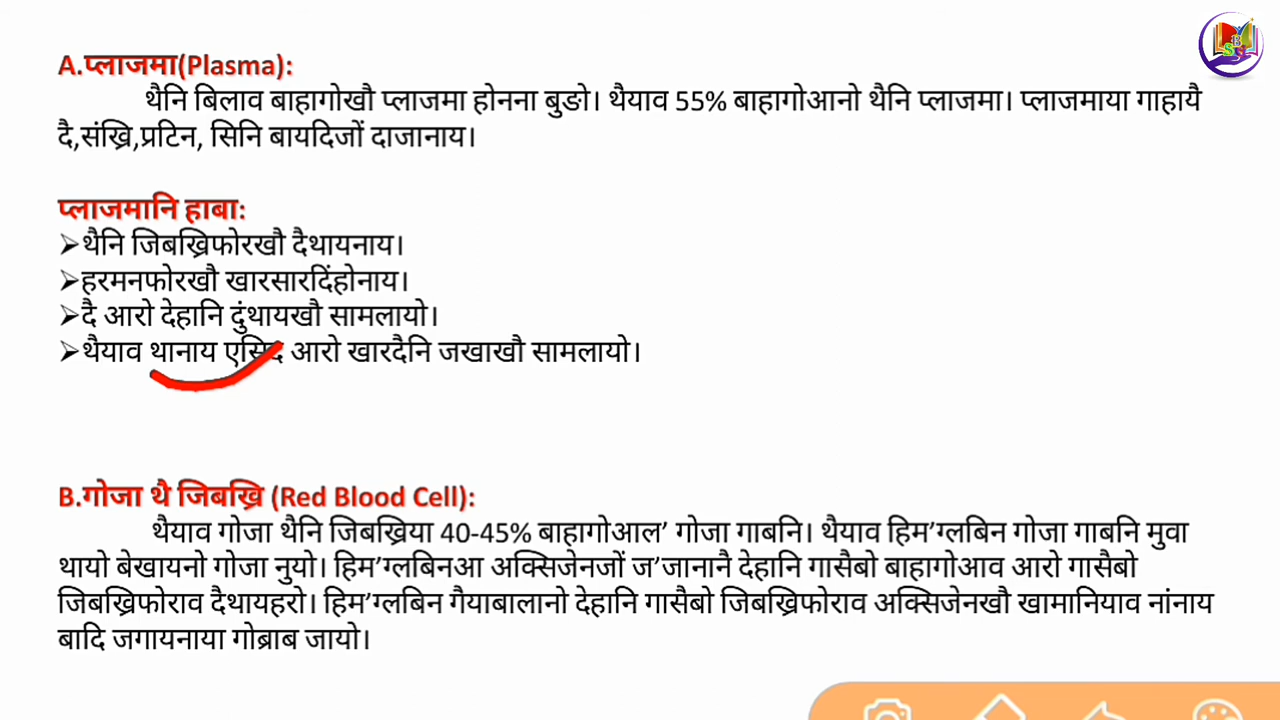 A.प्लाजमा(Plasma):
थैनि बिलाव बाहागोखौ प्लाजमा होनना बुङो। थैयाव 55% बाहागोआनो थैनि प्लाजमा। प्लाजमाया गाहायै
दै,संख्रि,प्रटिन, सिनि बायदिजों दाजानाय।
प्लाजमानि हाबा:
➢थैनि जिबख्रिफोरखौ दैथायनाय।
➢हरमनफोरखौ खारसारदिंहोनाय।
➢दै आरो देहानि दुंथायखौ सामलायो।
➢थैयाव थानाय एसिद आरो खारदैनि जखाखौ सामलायो।
B.गोजा थै जिबख्रि (Red Blood Cell):
थैयाव गोजा थैनि जिबख्रिया 40-45% बाहागोआल’ गोजा गाबनि। थैयाव हिम’ग्लबिन गोजा गाबनि मुवा
थायो बेखायनो गोजा नुयो। हिम’ग्लबिनआ अक्सिजेनजों ज’जानानै देहानि गासैबो बाहागोआव आरो गासैबो
जिबख्रिफोराव दैथायहरो। हिम’ग्लबिन गैयाबालानो देहानि गासैबो जिबख्रिफोराव अक्सिजेनखौ खामानियाव नांनाय
बादि जगायनाया गोब्राब जायो।